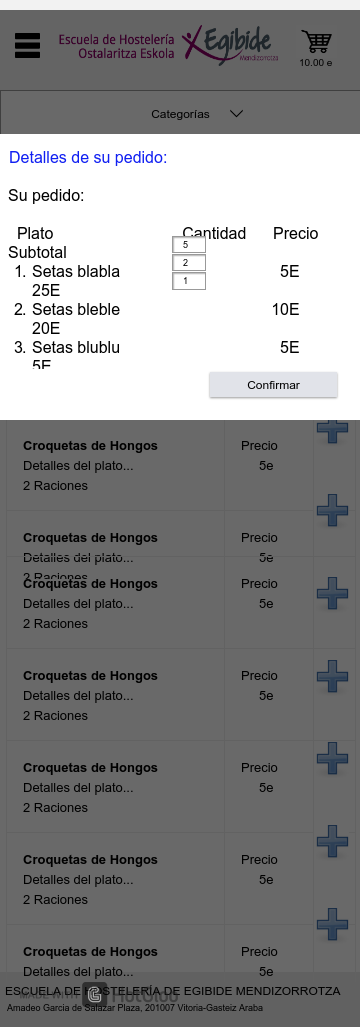 Escuela de Hostelería
Ostalaritza Eskola
Egibide
Mendizorrotza
10.00 e
Categorías
Detalles de su pedido:
Su pedido:
Plato Cantidad Precio
Subtotal
1. Setas blabla 5 5E
25E
2. Setas bleble 2 10E
20E
3. Setas blublu 1 5E
5E
Confirmar
Croquetas de Hongos Precio
Detalles del plato... 5e
2 Raciones
Croquetas de Hongos Precio
Detalles del plato... 5e
2 Raciones
Croquetas de Hongos Precio
Detalles del plato... 5e
2 Raciones
Croquetas de Hongos Precio
Detalles del plato... 5e
2 Raciones
Croquetas de Hongos Precio
Detalles del plato... 5e
2 Raciones
Croquetas de Hongos Precio
Detalles del plato... 5e
2 Raciones
Croquetas de Hongos Precio
Detalles del plato... 5e
ESCUELA DE HOSTELERÍA DE EGIBIDE MENDIZORROTZA
MADE WITH
Amadeo Garcia de Salazar Plaza, 201007 Vitoria-Gasteiz Araba